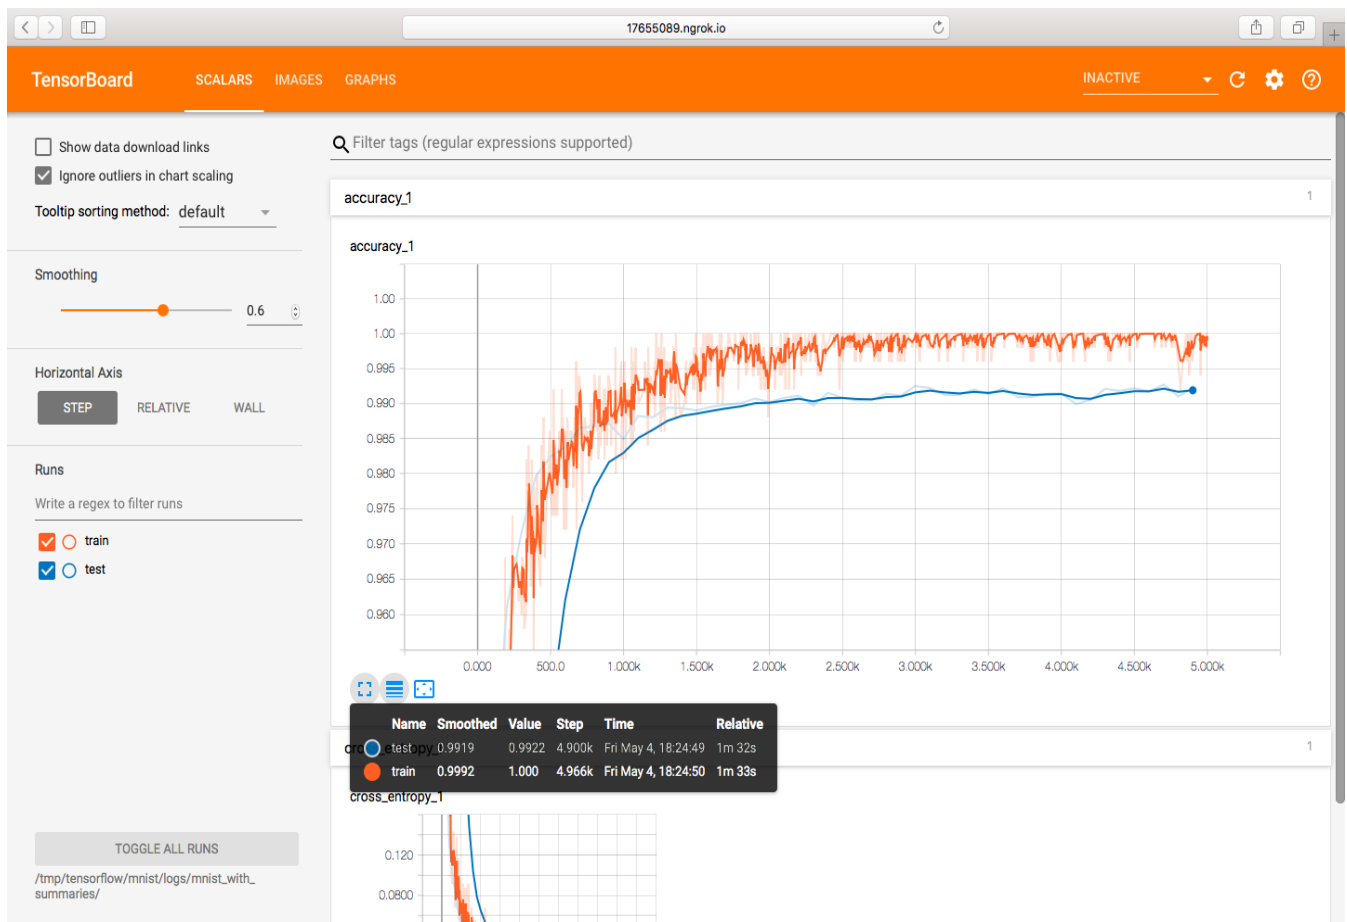 17655089.ngrok.io
TensorBoard SCALARS IMAGES GRAPHS INACTIVE
Show data download links
Ignore outliers in chart scaling
Tooltip sorting method: default
Smoothing
0.6
Horizontal Axis
STEP RELATIVE WALL
Runs
Write a regex to filter runs
train
test
TOGGLE ALL RUNS
/tmp/tensorflow/mnist/logs/mnist_with_
summaries/
Filter tags (regular expressions supported)
accuracy_1 1
accuracy_1
1.00
1.00
0.995
0.990
0.985
0.980
0.975
0.970
0.965
0.960
0.000 500.0 1.000k 1.500k 2.000k 2.500k 3.000k 3.500k 4.000k 4.500k 5.000k
Name Smoothed Value Step Time Relative
test 0.9919 0.9922 4.900k Fri May 4, 18:24:49 1m 32s
train 0.9992 1.000 4.966k Fri May 4, 18:24:50 1m 33s
1
cross_entropy_1
0.120
0.0800